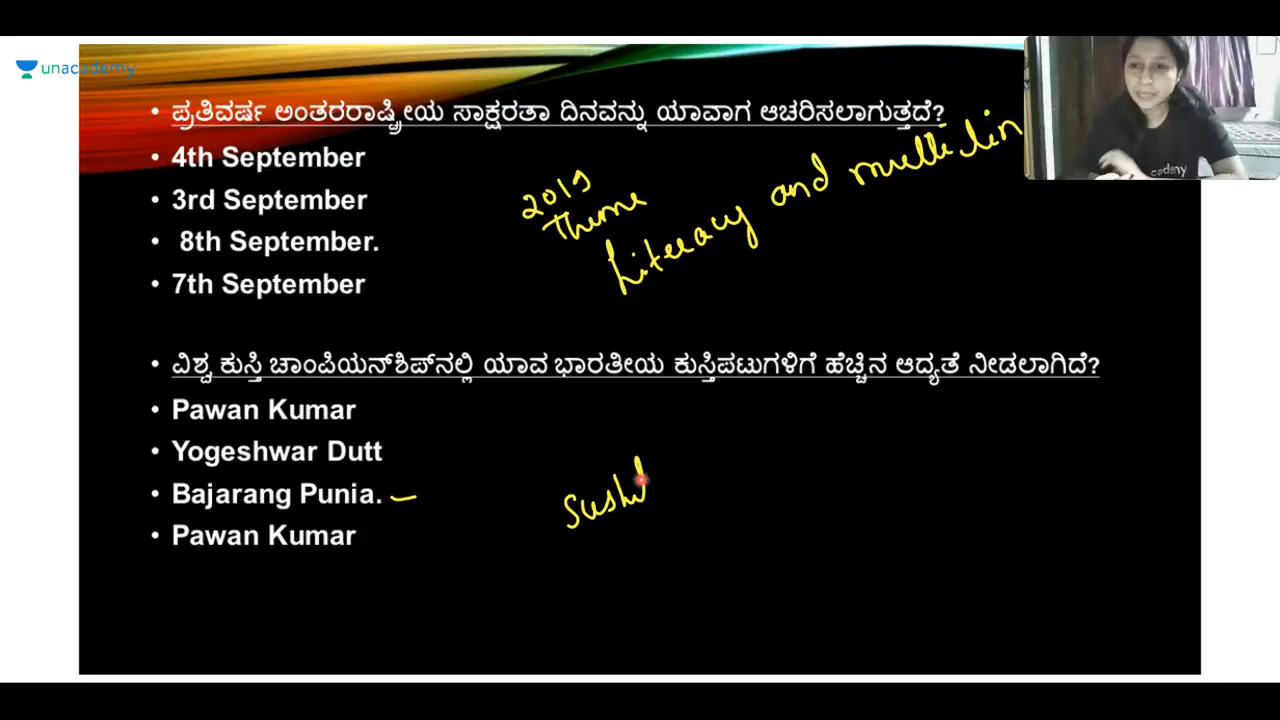 unacademy
• ಪ್ರತಿವರ್ಷ ಅಂತರರಾಷ್ಟ್ರೀಯ ಸಾಕ್ಷರತಾ ದಿನವನ್ನು ಯಾವಾಗ ಆಚರಿಸಲಾಗುತ್ತದೆ?
• 4th September
• 3rd September
• 8th September.
• 7th September
2019
Theme
Literacy and multilin
• ವಿಶ್ವ ಕುಸ್ತಿ ಚಾಂಪಿಯನ್‌ಶಿಪ್‌ನಲ್ಲಿ ಯಾವ ಭಾರತೀಯ ಕುಸ್ತಿಪಟುಗಳಿಗೆ ಹೆಚ್ಚಿನ ಆದ್ಯತೆ ನೀಡಲಾಗಿದೆ?
• Pawan Kumar
• Yogeshwar Dutt
• Bajarang Punia. –
• Pawan Kumar
Sushil
cademy